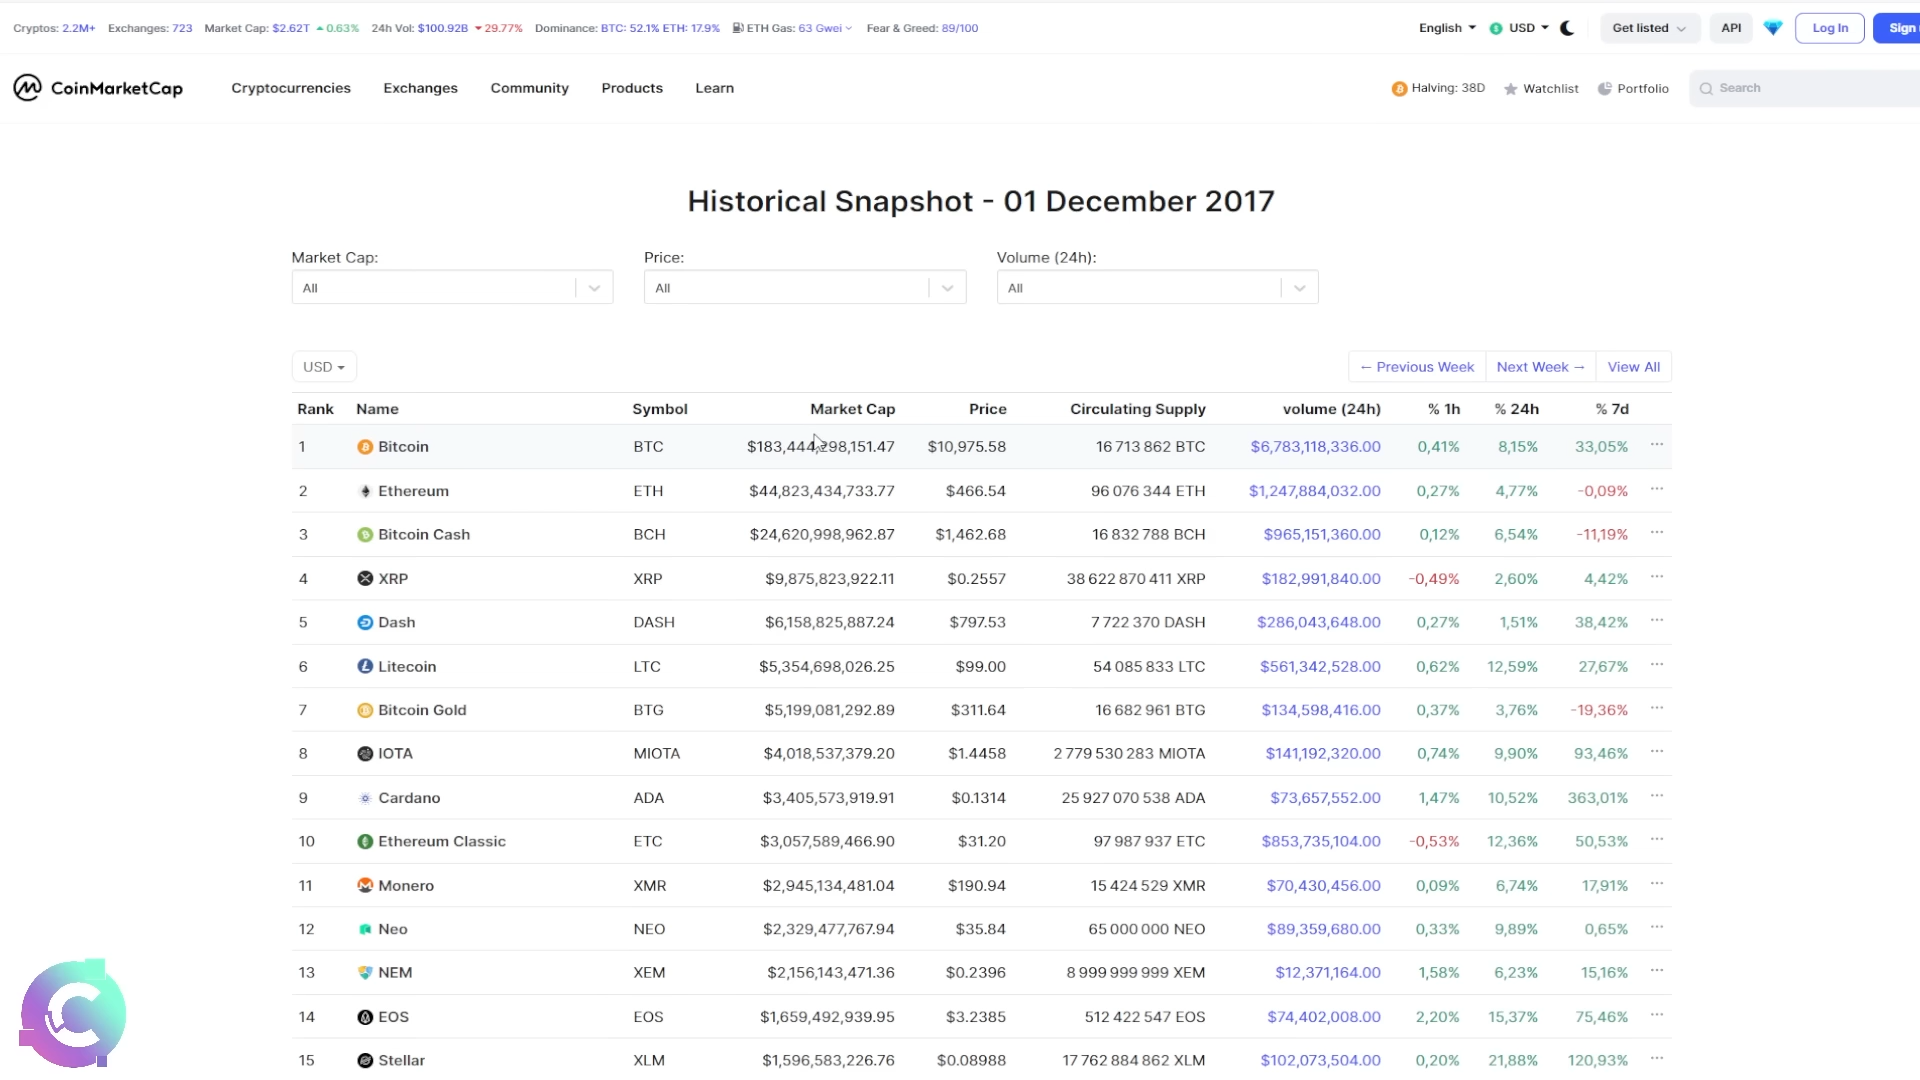 Cryptos: 2.2M+ Exchanges: 723 Market Cap: $2.62T 0.63% 24h Vol: $100.92B 29.77% Dominance: BTC: 52.1% ETH: 17.9% ETH Gas: 63 Gwei Fear & Greed: 89/100 English USD Get listed API Log In Sign
CoinMarketCap Cryptocurrencies Exchanges Community Products Learn Halving: 38D Watchlist Portfolio Search
Historical Snapshot - 01 December 2017
Market Cap: Price: Volume (24h):
All All All
USD ← Previous Week Next Week → View All
Rank Name Symbol Market Cap Price Circulating Supply volume (24h) % 1h % 24h % 7d
1 Bitcoin BTC $183,444,298,151.47 $10,975.58 16 713 862 BTC $6,783,118,336.00 0,41% 8,15% 33,05% ...
2 Ethereum ETH $44,823,434,733.77 $466.54 96 076 344 ETH $1,247,884,032.00 0,27% 4,77% -0,09% ...
3 Bitcoin Cash BCH $24,620,998,962.87 $1,462.68 16 832 788 BCH $965,151,360.00 0,12% 6,54% -11,19% ...
4 XRP XRP $9,875,823,922.11 $0.2557 38 622 870 411 XRP $182,991,840.00 -0,49% 2,60% 4,42% ...
5 Dash DASH $6,158,825,887.24 $797.53 7 722 370 DASH $286,043,648.00 0,27% 1,51% 38,42% ...
6 Litecoin LTC $5,354,698,026.25 $99.00 54 085 833 LTC $561,342,528.00 0,62% 12,59% 27,67% ...
7 Bitcoin Gold BTG $5,199,081,292.89 $311.64 16 682 961 BTG $134,598,416.00 0,37% 3,76% -19,36% ...
8 IOTA MIOTA $4,018,537,379.20 $1.4458 2 779 530 283 MIOTA $141,192,320.00 0,74% 9,90% 93,46% ...
9 Cardano ADA $3,405,573,919.91 $0.1314 25 927 070 538 ADA $73,657,552.00 1,47% 10,52% 363,01% ...
10 Ethereum Classic ETC $3,057,589,466.90 $31.20 97 987 937 ETC $853,735,104.00 -0,53% 12,36% 50,53% ...
11 Monero XMR $2,945,134,481.04 $190.94 15 424 529 XMR $70,430,456.00 0,09% 6,74% 17,91% ...
12 Neo NEO $2,329,477,767.94 $35.84 65 000 000 NEO $89,359,680.00 0,33% 9,89% 0,65% ...
13 NEM XEM $2,156,143,471.36 $0.2396 8 999 999 999 XEM $12,371,164.00 1,58% 6,23% 15,16% ...
14 EOS EOS $1,659,492,939.95 $3.2385 512 422 547 EOS $74,402,008.00 2,20% 15,37% 75,46% ...
15 Stellar XLM $1,596,583,226.76 $0.08988 17 762 884 862 XLM $102,073,504.00 0,20% 21,88% 120,93% ...